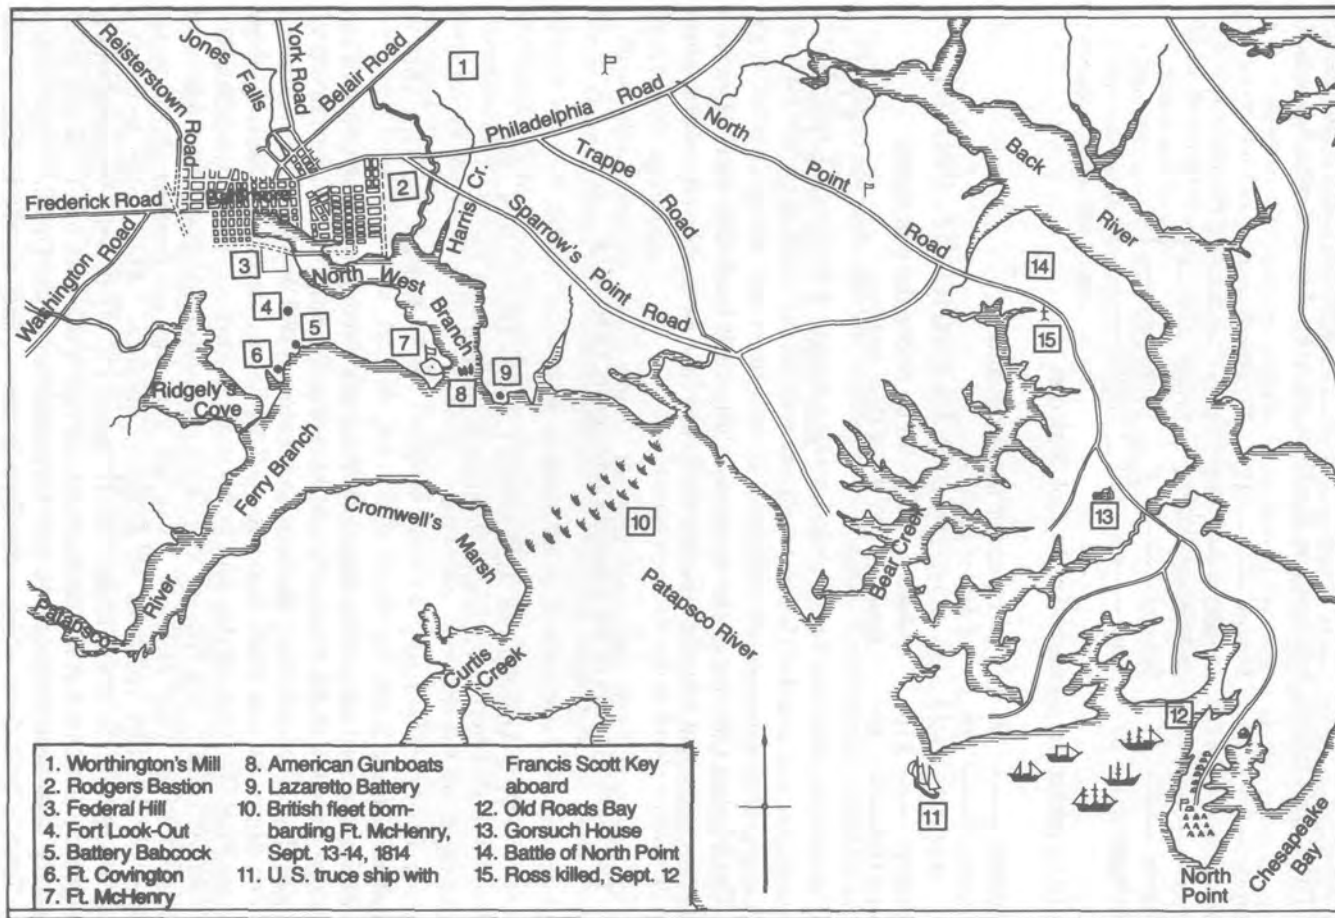 Reisterstown Road
Jones Falls
York Road
Belair Road
1
Philadelphia Road
North Point Road
Trappe Road
Back River
Harris Cr.
Sparrow's Point Road
2
Frederick Road
Washington Road
3
North West Branch
4
5
6
7
8
9
14
15
Ridgely's
Cove
Ferry Branch
Cromwell's Marsh
10
13
Bear Creek
Patapsco River
Patapsco River
Curtis
Creek
12
11
North
Point
Chesapeake
Bay
1. Worthington's Mill
2. Rodgers Bastion
3. Federal Hill
4. Fort Look-Out
5. Battery Babcock
6. Ft. Covington
7. Ft. McHenry
8. American Gunboats
9. Lazaretto Battery
10. British fleet bom-
barding Ft. McHenry,
Sept. 13-14, 1814
11. U. S. truce ship with
Francis Scott Key
aboard
12. Old Roads Bay
13. Gorsuch House
14. Battle of North Point
15. Ross killed, Sept. 12